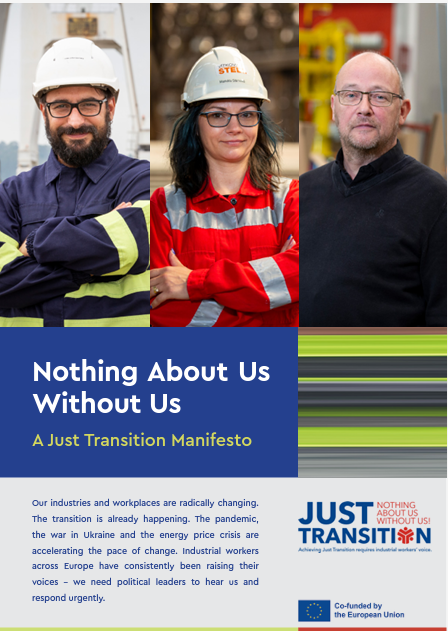 STEEL
Nothing About Us
Without Us
A Just Transition Manifesto
Our industries and workplaces are radically changing.
The transition is already happening. The pandemic,
the war in Ukraine and the energy price crisis are
accelerating the pace of change. Industrial workers
across Europe have consistently been raising their
voices – we need political leaders to hear us and
respond urgently.
JUST NOTHING
ABOUT US
WITHOUT US!
TRANSITION
Achieving Just Transition requires industrial workers' voice.
Co-funded by
the European Union